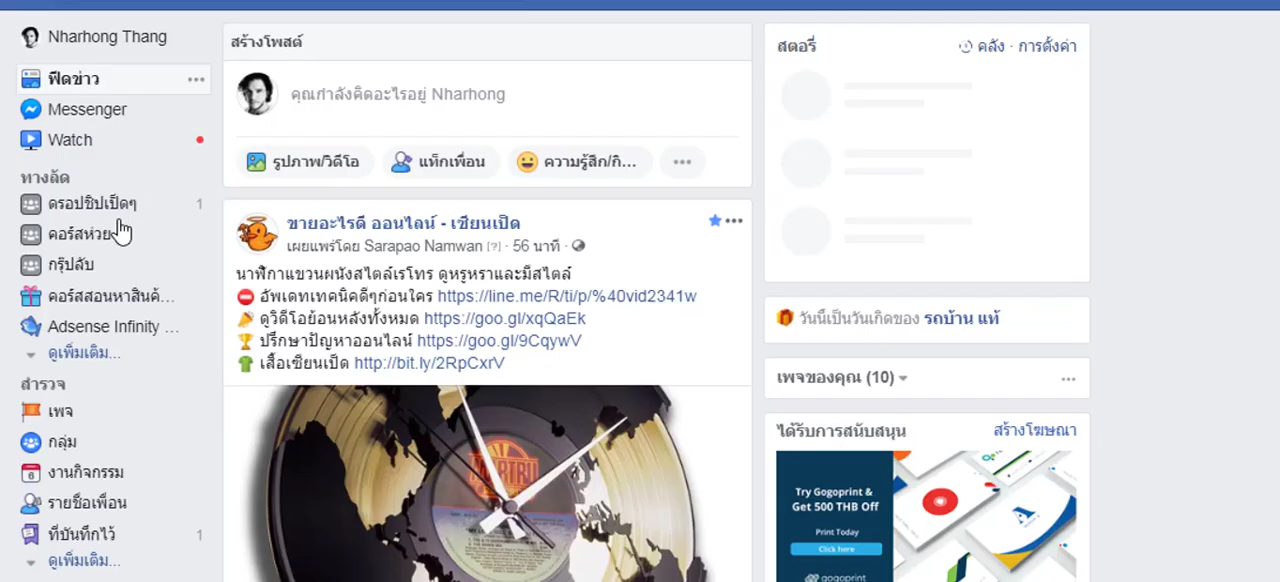 Nharhong Thang
ฟีดข่าว
Messenger
Watch
ทางลัด
ดรอปชิปเป็ดๆ 1
คอร์สห่วย
กรุ๊ปลับ
คอร์สสอนหาสินค้...
Adsense Infinity ...
ดูเพิ่มเติม...
สำรวจ
เพจ
กลุ่ม
6 งานกิจกรรม
รายชื่อเพื่อน
ที่บันทึกไว้ 1
ดูเพิ่มเติม...
สร้างโพสต์
คุณกำลังคิดอะไรอยู่ Nharhong
รูปภาพ/วิดีโอ แท็กเพื่อน ความรู้สึก/กิ...
ขายอะไรดี ออนไลน์ - เซียนเป็ด
เผยแพร่โดย Sarapao Namwan [?] · 56 นาที ·
นาฬิกาแขวนผนังสไตล์เรโทร ดูหรูหราและมีสไตล์
อัพเดทเทคนิคดีๆก่อนใคร https://line.me/R/ti/p/%40vid2341w
ดูวิดีโอย้อนหลังทั้งหมด https://goo.gl/xqQaEk
ปรึกษาปัญหาออนไลน์ https://goo.gl/9CqywV
เสื้อเซียนเป็ด http://bit.ly/2RpCxrV
สตอรี่ คลัง · การตั้งค่า
วันนี้เป็นวันเกิดของ รถบ้าน แท้
เพจของคุณ (10)
ได้รับการสนับสนุน สร้างโฆษณา
Try Gogoprint &
Get 500 THB Off
Print Today
Click here
gogoprint